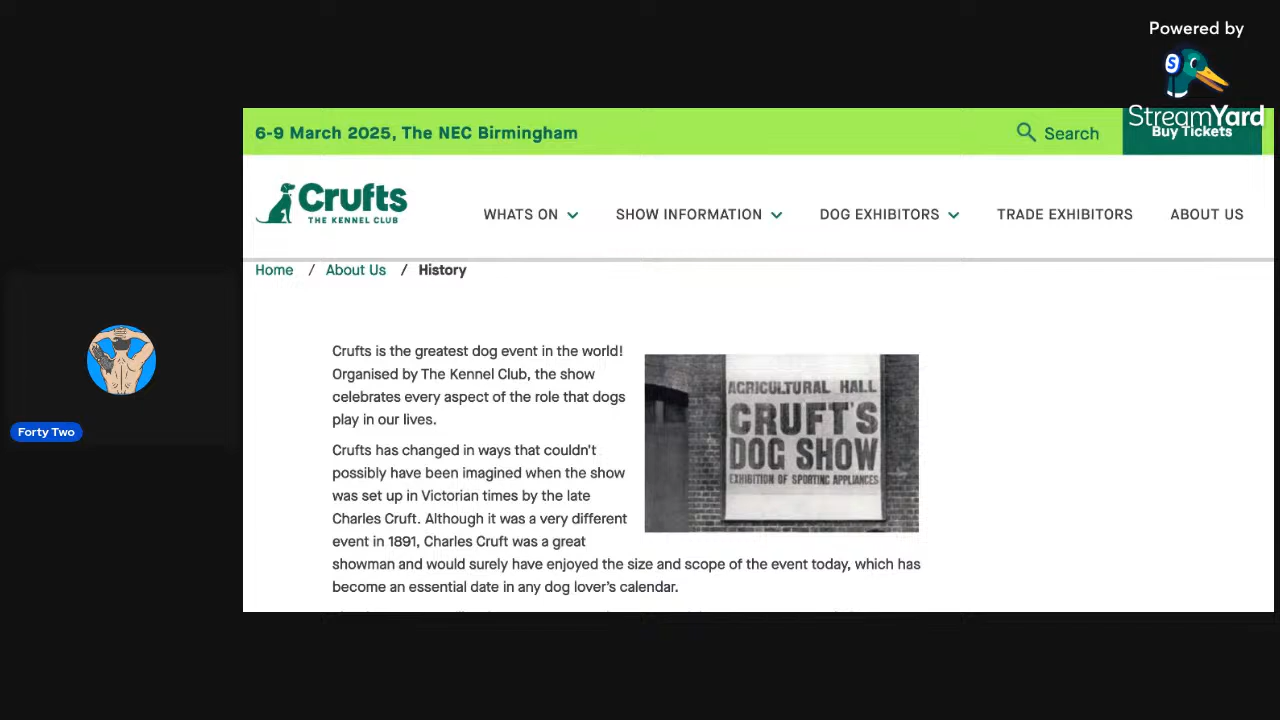 Powered by
StreamYard
6-9 March 2025, The NEC Birmingham
Search
Buy Tickets
Crufts
THE KENNEL CLUB
WHATS ON
SHOW INFORMATION
DOG EXHIBITORS
TRADE EXHIBITORS
ABOUT US
Home / About Us / History
Crufts is the greatest dog event in the world!
Organised by The Kennel Club, the show
celebrates every aspect of the role that dogs
play in our lives.
AGRICULTURAL HALL
CRUFT'S
DOG SHOW
EXHIBITION OF SPORTING APPLIANCES
Crufts has changed in ways that couldn't
possibly have been imagined when the show
was set up in Victorian times by the late
Charles Cruft. Although it was a very different
event in 1891, Charles Cruft was a great
showman and would surely have enjoyed the size and scope of the event today, which has
become an essential date in any dog lover's calendar.
Forty Two